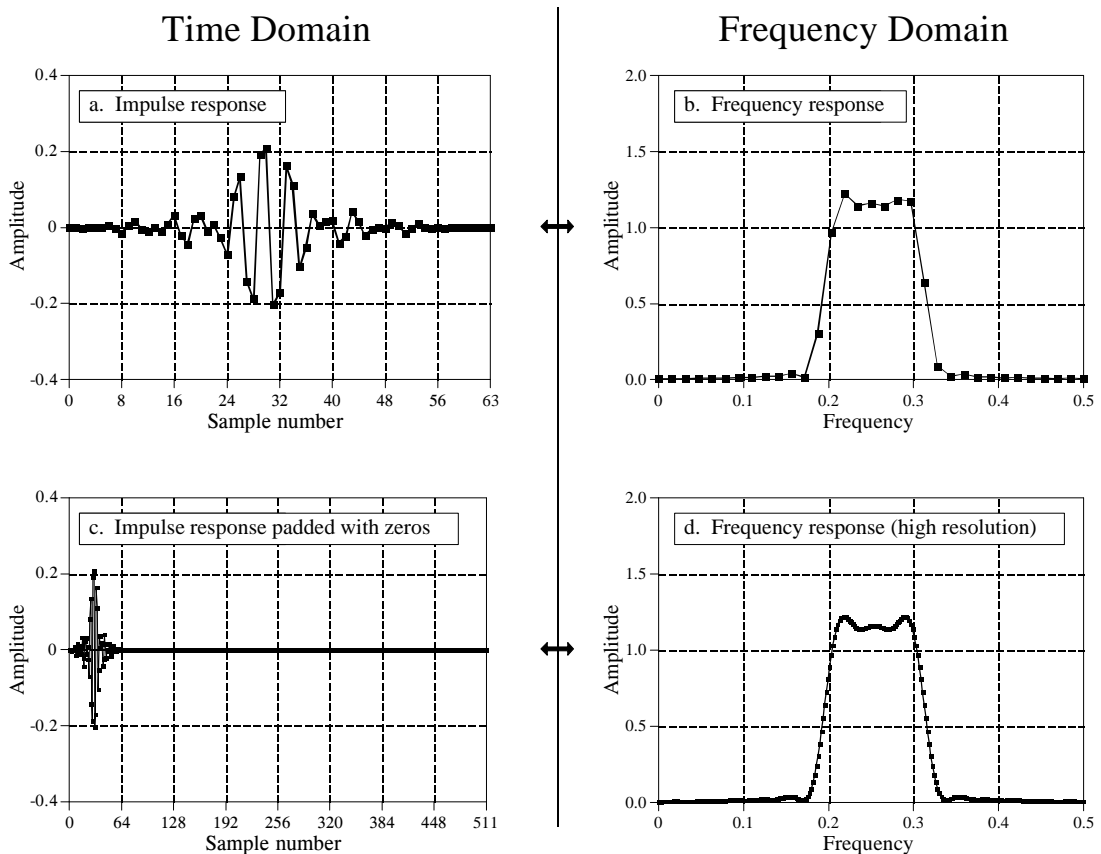 Time Domain
Frequency Domain
a. Impulse response
0.4
0.2
0
-0.2
-0.4
Amplitude
0 8 16 24 32 40 48 56 63
Sample number
b. Frequency response
2.0
1.5
1.0
0.5
0.0
Amplitude
0 0.1 0.2 0.3 0.4 0.5
Frequency
c. Impulse response padded with zeros
0.4
0.2
0
-0.2
-0.4
Amplitude
0 64 128 192 256 320 384 448 511
Sample number
d. Frequency response (high resolution)
2.0
1.5
1.0
0.5
0.0
Amplitude
0 0.1 0.2 0.3 0.4 0.5
Frequency